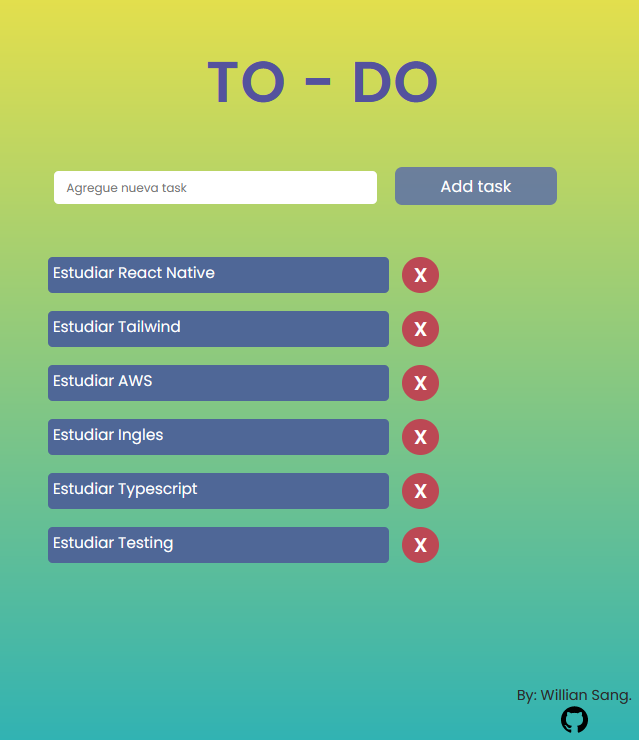 TO - DO
Agregue nueva task
Add task
Estudiar React Native
X
Estudiar Tailwind
X
Estudiar AWS
X
Estudiar Ingles
X
Estudiar Typescript
X
Estudiar Testing
X
By: Willian Sang.